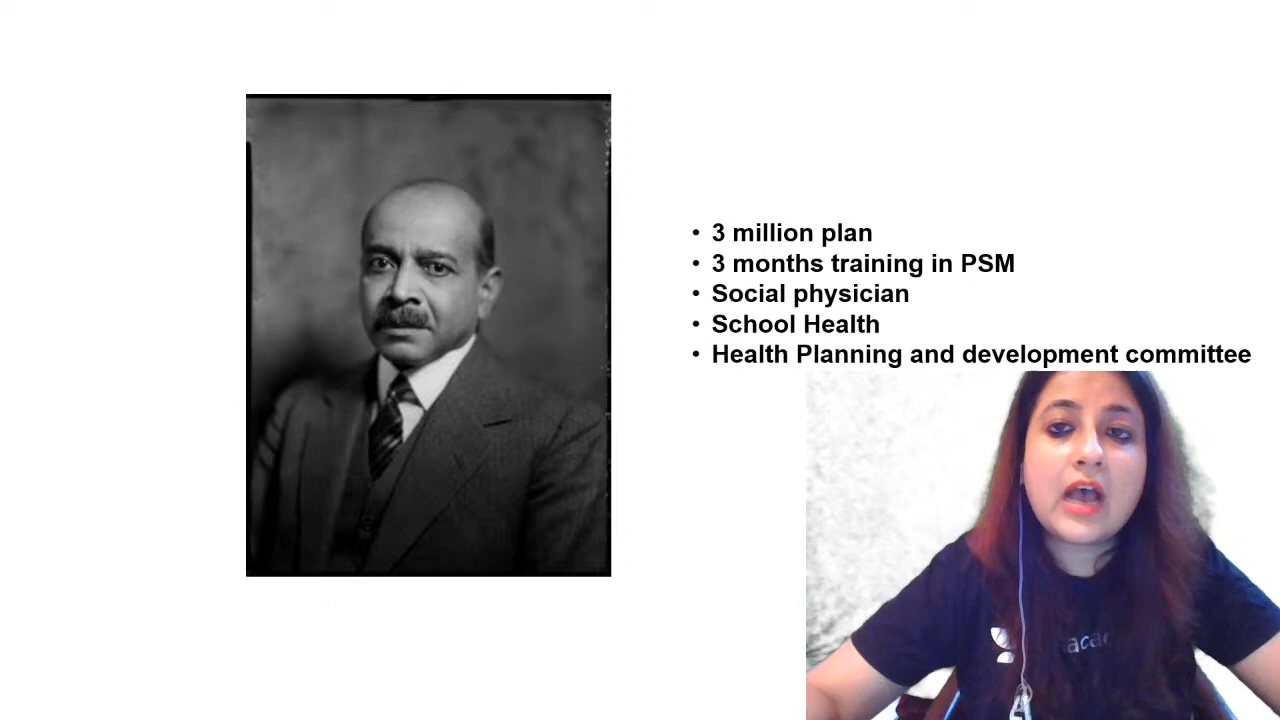 • 3 million plan
• 3 months training in PSM
• Social physician
• School Health
• Health Planning and development committee